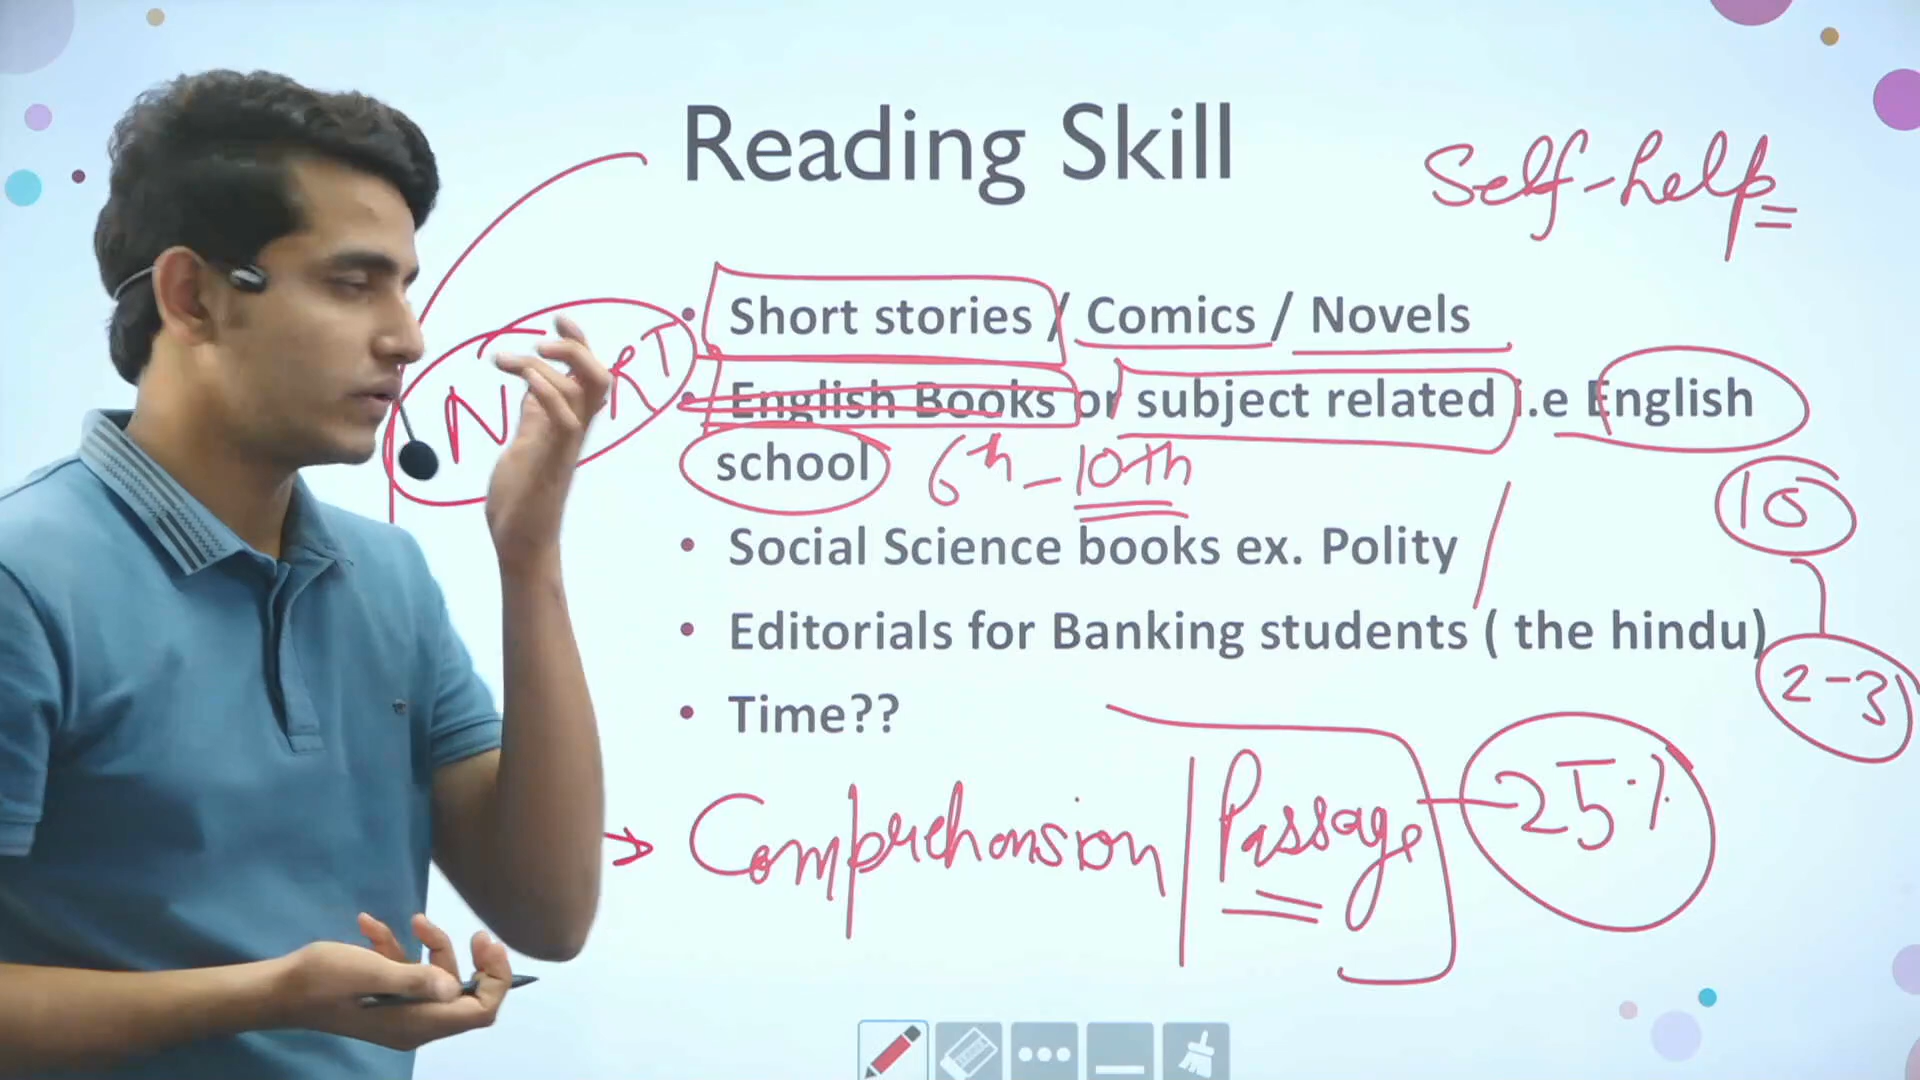 Reading Skill
Self-help
• Short stories / Comics / Novels
• English Books or subject related i.e English
school 6th - 10th
10
• Social Science books ex. Polity
• Editorials for Banking students ( the hindu)
2-3
• Time??
Comprehension | Passage 25%